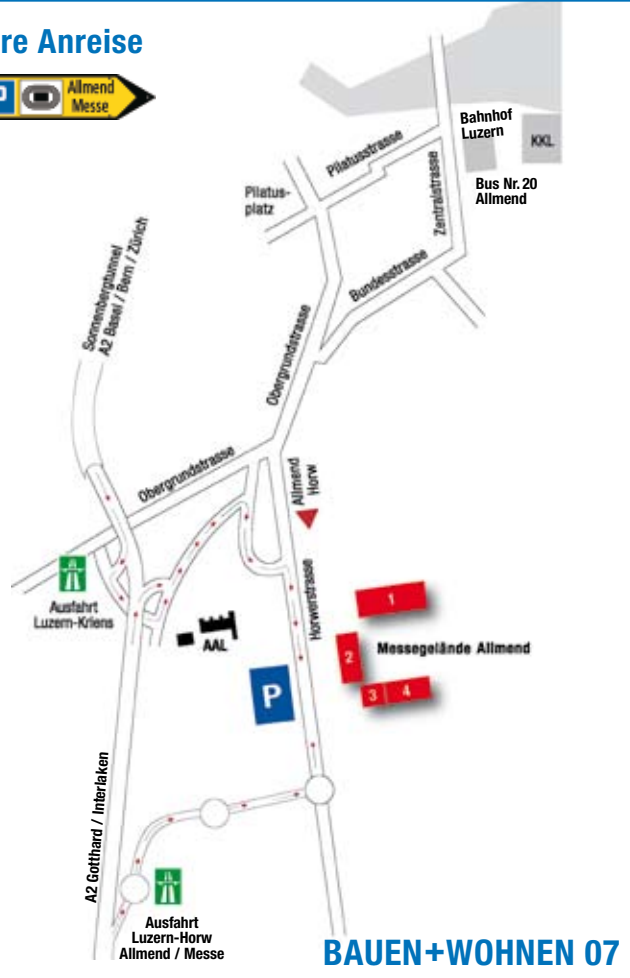 re Anreise
P
Allmend
Messe
Bahnhof
Luzern
KKL
Pilatusstrasse
Bus Nr. 20
Allmend
Zentralstrasse
Pilatus-
platz
Sonnenbergtunnel
A2 Basel / Bern / Zürich
Bundesstrasse
Obergrundstrasse
Obergrundstrasse
Allmend
Horw
Ausfahrt
Luzern-Kriens
Horwerstrasse
1
AAL
2
Messegelände Allmend
P
3
4
A2 Gotthard / Interlaken
Ausfahrt
Luzern-Horw
Allmend / Messe
BAUEN+WOHNEN 07